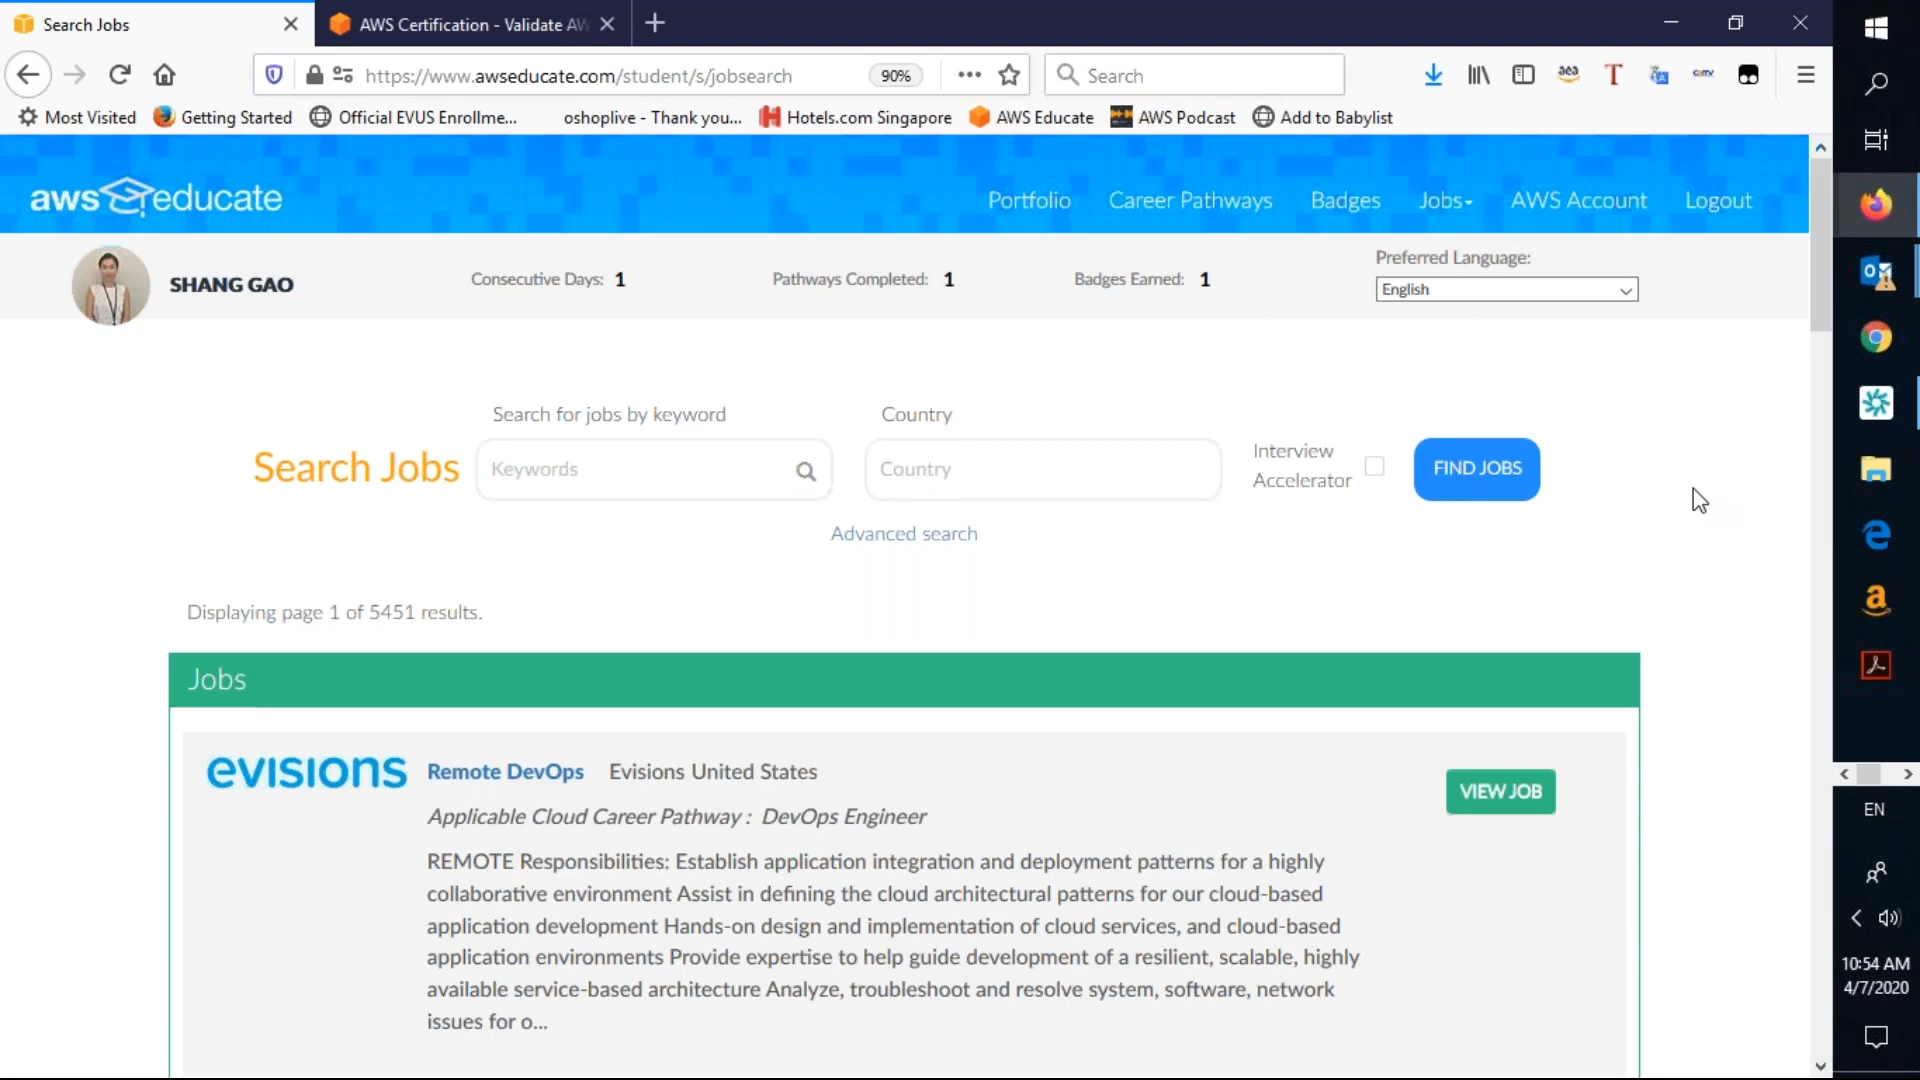 Search Jobs
AWS Certification - Validate AW
https://www.awseducate.com/student/s/jobsearch
90%
Search
Most Visited
Getting Started
Official EVUS Enrollme...
oshoplive - Thank you...
Hotels.com Singapore
AWS Educate
AWS Podcast
Add to Babylist
aws educate
Portfolio
Career Pathways
Badges
Jobs
AWS Account
Logout
SHANG GAO
Consecutive Days: 1
Pathways Completed: 1
Badges Earned: 1
Preferred Language:
English
Search for jobs by keyword
Country
Search Jobs
Keywords
Country
Interview
Accelerator
FIND JOBS
Advanced search
Displaying page 1 of 5451 results.
Jobs
evisions
Remote DevOps Evisions United States
VIEW JOB
Applicable Cloud Career Pathway : DevOps Engineer
REMOTE Responsibilities: Establish application integration and deployment patterns for a highly
collaborative environment Assist in defining the cloud architectural patterns for our cloud-based
application development Hands-on design and implementation of cloud services, and cloud-based
application environments Provide expertise to help guide development of a resilient, scalable, highly
available service-based architecture Analyze, troubleshoot and resolve system, software, network
issues for o...
EN
10:54 AM
4/7/2020